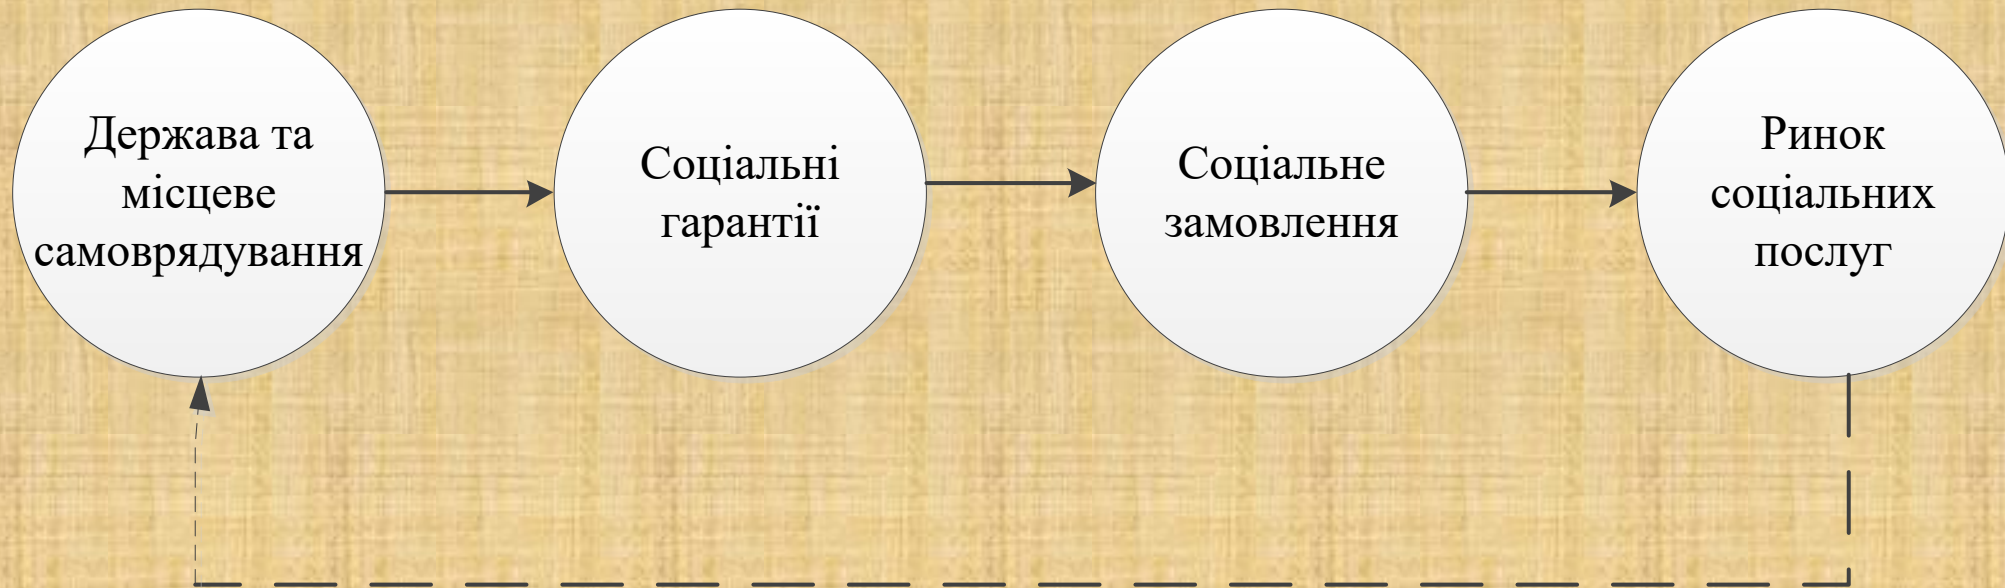 Держава та
місцеве
самоврядування
Соціальні
гарантії
Соціальне
замовлення
Ринок
соціальних
послуг